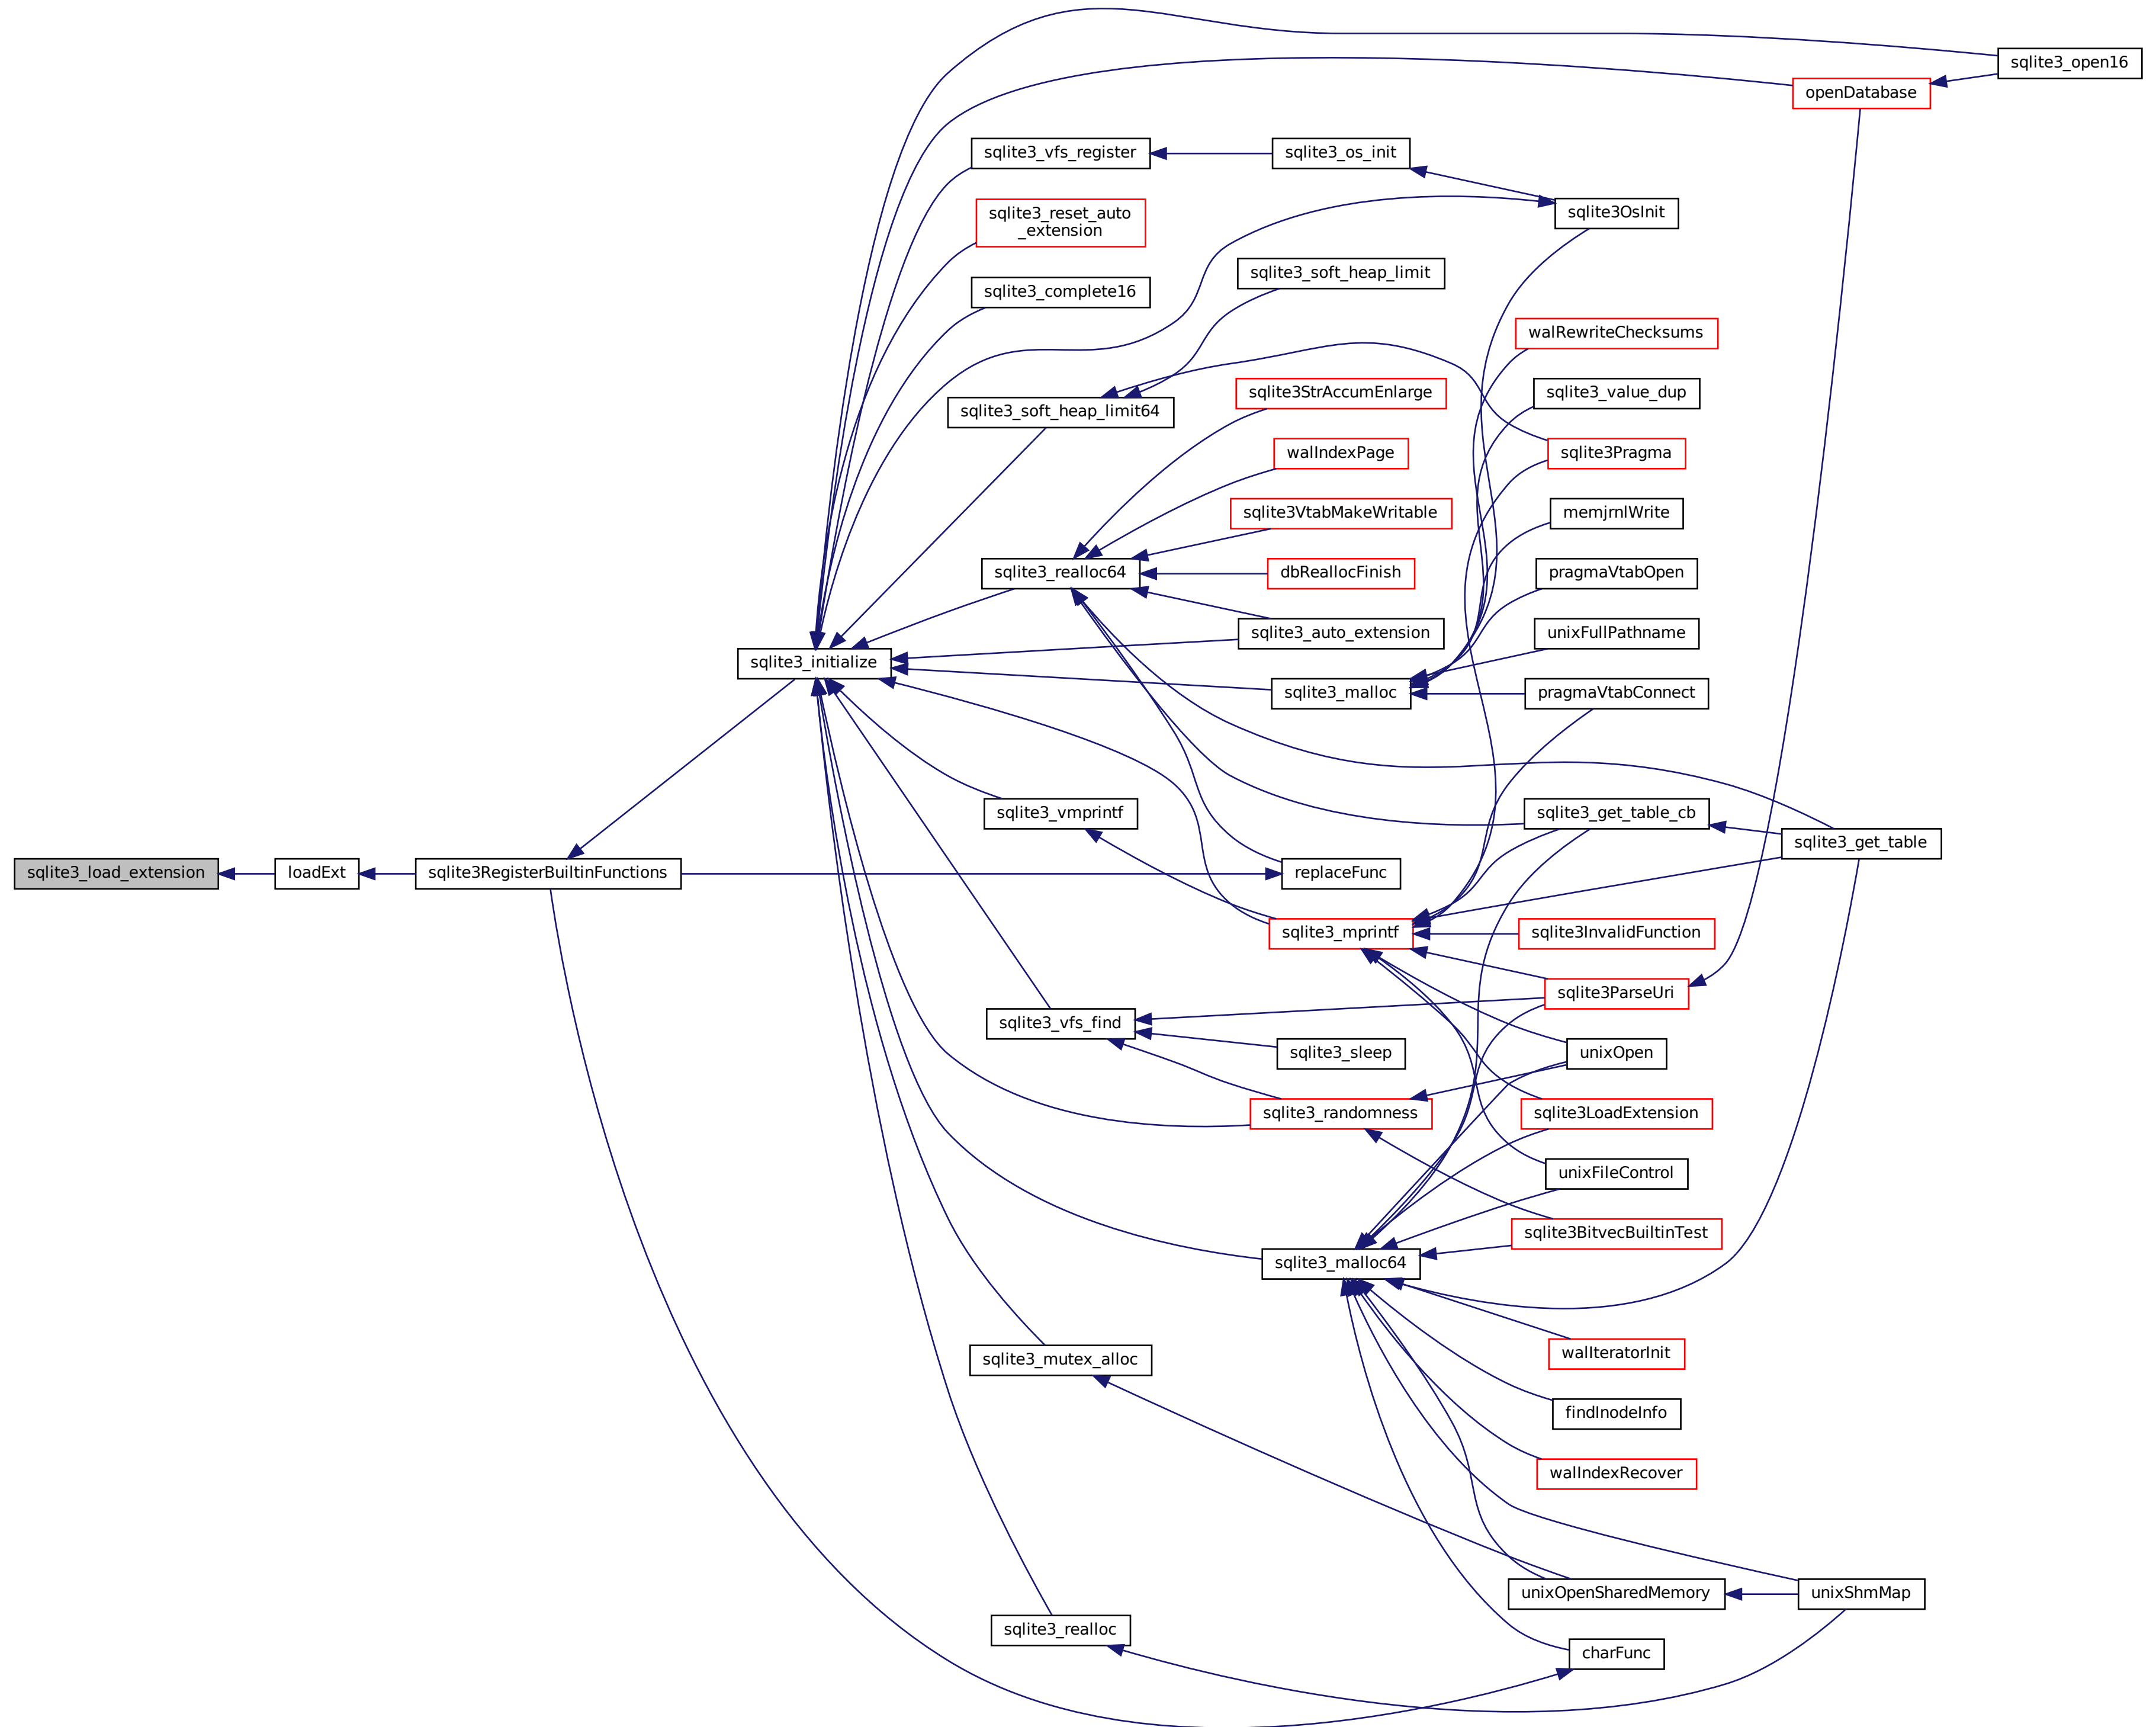 sqlite3_open16
openDatabase
sqlite3_vfs_register
sqlite3_os_init
sqlite3_reset_auto
_extension
sqlite3OsInit
sqlite3_soft_heap_limit
sqlite3_complete16
walRewriteChecksums
sqlite3StrAccumEnlarge
sqlite3_value_dup
sqlite3_soft_heap_limit64
walIndexPage
sqlite3Pragma
sqlite3VtabMakeWritable
memjrnlWrite
sqlite3_realloc64
dbReallocFinish
pragmaVtabOpen
sqlite3_auto_extension
unixFullPathname
sqlite3_initialize
sqlite3_malloc
pragmaVtabConnect
sqlite3_vmprintf
sqlite3_get_table_cb
sqlite3_get_table
sqlite3_load_extension
loadExt
sqlite3RegisterBuiltinFunctions
replaceFunc
sqlite3_mprintf
sqlite3InvalidFunction
sqlite3ParseUri
sqlite3_vfs_find
sqlite3_sleep
unixOpen
sqlite3_randomness
sqlite3LoadExtension
unixFileControl
sqlite3BitvecBuiltinTest
sqlite3_malloc64
sqlite3_mutex_alloc
walIteratorInit
findInodeInfo
walIndexRecover
unixOpenSharedMemory
unixShmMap
sqlite3_realloc
charFunc